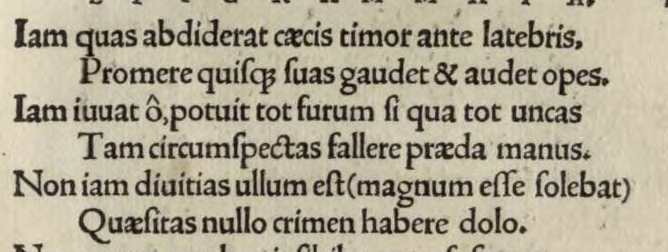 Iam quas abdiderat cæcis timor ante latebris,
Promere quisqꝫ ſuas gaudet & audet opes.
Iam iuuat ô, potuit tot furum ſi qua tot uncas
Tam circumſpectas fallere præda manus.
Non iam diuitias ullum eſt (magnum eſſe ſolebat)
Quæſitas nullo crimen habere dolo.